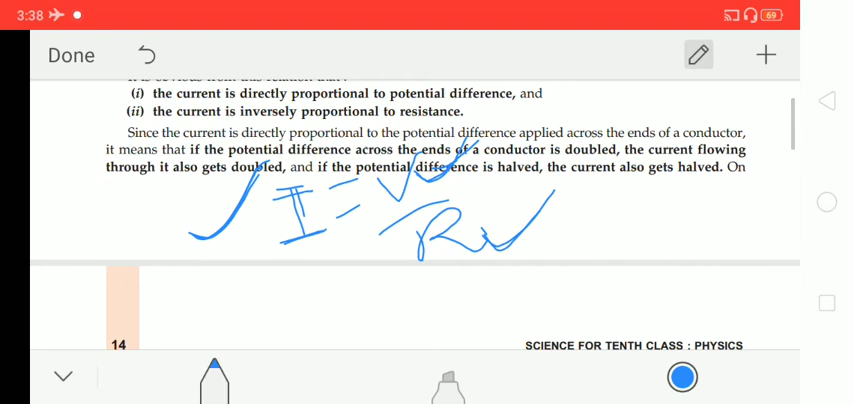 3:38
69
Done
(i) the current is directly proportional to potential difference, and
(ii) the current is inversely proportional to resistance.
Since the current is directly proportional to the potential difference applied across the ends of a conductor,
it means that if the potential difference across the ends of a conductor is doubled, the current flowing
through it also gets doubled, and if the potential difference is halved, the current also gets halved. On
I = V
R
14
SCIENCE FOR TENTH CLASS : PHYSICS